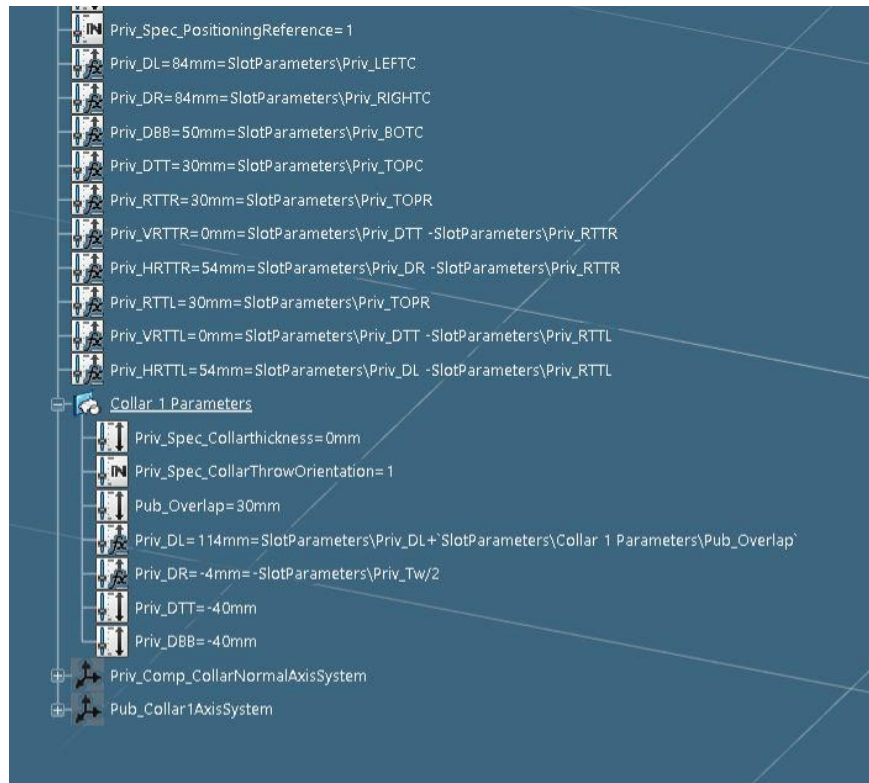 Priv_Spec_PositioningReference=1
Priv_DL=84mm=SlotParameters\Priv_LEFTC
Priv_DR=84mm=SlotParameters\Priv_RIGHTC
Priv_DBB=50mm=SlotParameters\Priv_BOTC
Priv_DTT=30mm=SlotParameters\Priv_TOPC
Priv_RTTR=30mm=SlotParameters\Priv_TOPR
Priv_VRTTR=0mm=SlotParameters\Priv_DTT -SlotParameters\Priv_RTTR
Priv_HRTTR=54mm=SlotParameters\Priv_DR -SlotParameters\Priv_RTTR
Priv_RTTL=30mm=SlotParameters\Priv_TOPR
Priv_VRTTL=0mm=SlotParameters\Priv_DTT -SlotParameters\Priv_RTTL
Priv_HRTTL=54mm=SlotParameters\Priv_DL -SlotParameters\Priv_RTTL
Collar 1 Parameters
Priv_Spec_Collarthickness=0mm
Priv_Spec_CollarThrowOrientation=1
Pub_Overlap=30mm
Priv_DL=114mm=SlotParameters\Priv_DL+`SlotParameters\Collar 1 Parameters\Pub_Overlap`
Priv_DR=-4mm=-SlotParameters\Priv_Tw/2
Priv_DTT=-40mm
Priv_DBB=-40mm
Priv_Comp_CollarNormalAxisSystem
Pub_Collar1AxisSystem